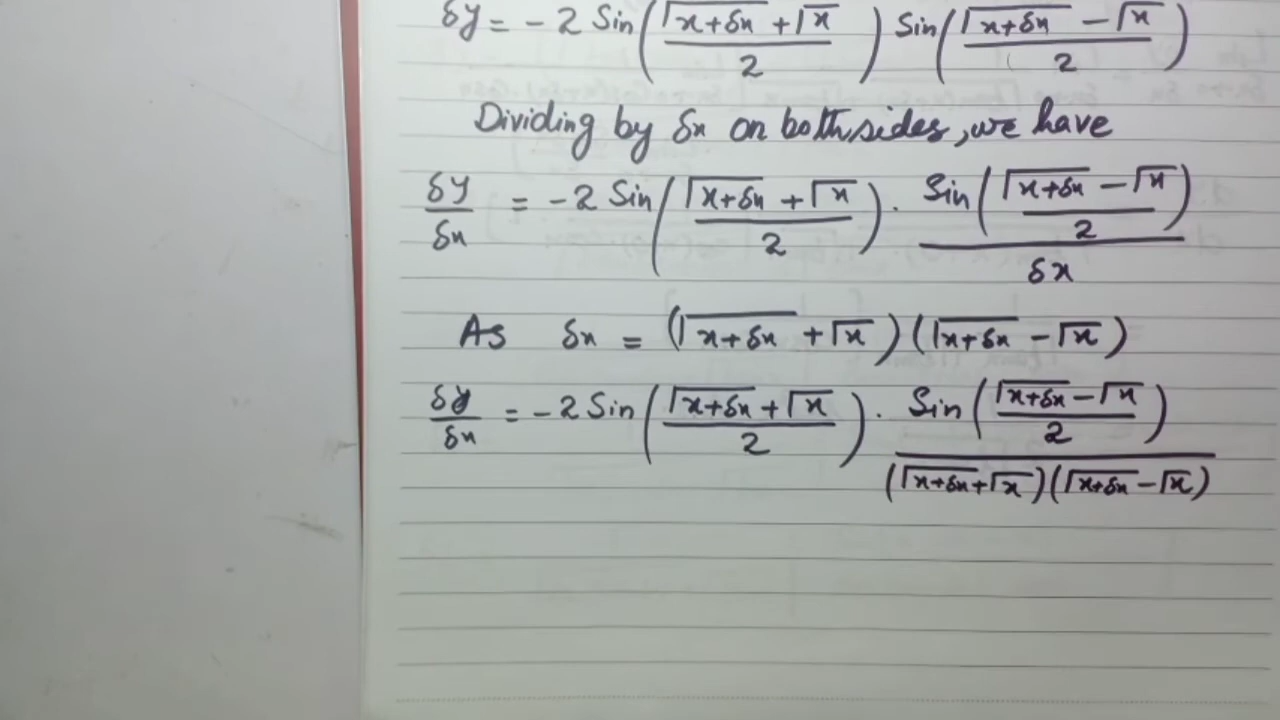 δy = -2 Sin((√(x+δx) + √x)/2) Sin((√(x+δx) - √x)/2)
Dividing by δx on both sides, we have
δy/δx = -2 Sin((√(x+δx) + √x)/2) . Sin((√(x+δx) - √x)/2)/δx
As δx = (√(x+δx) + √x)(√(x+δx) - √x)
δy/δx = -2 Sin((√(x+δx) + √x)/2) . Sin((√(x+δx) - √x)/2)/((√(x+δx) + √x)(√(x+δx) - √x))